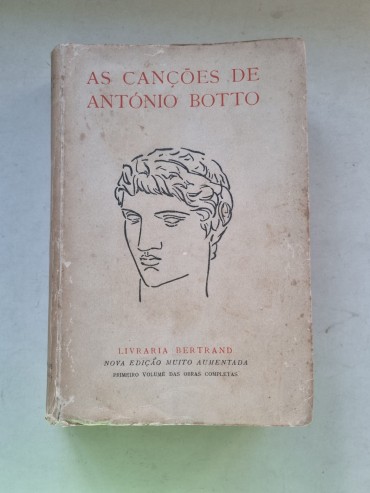 AS CANÇÕES DE
ANTÓNIO BOTTO
LIVRARIA BERTRAND
NOVA EDIÇÃO MUITO AUMENTADA
PRIMEIRO VOLUME DAS OBRAS COMPLETAS